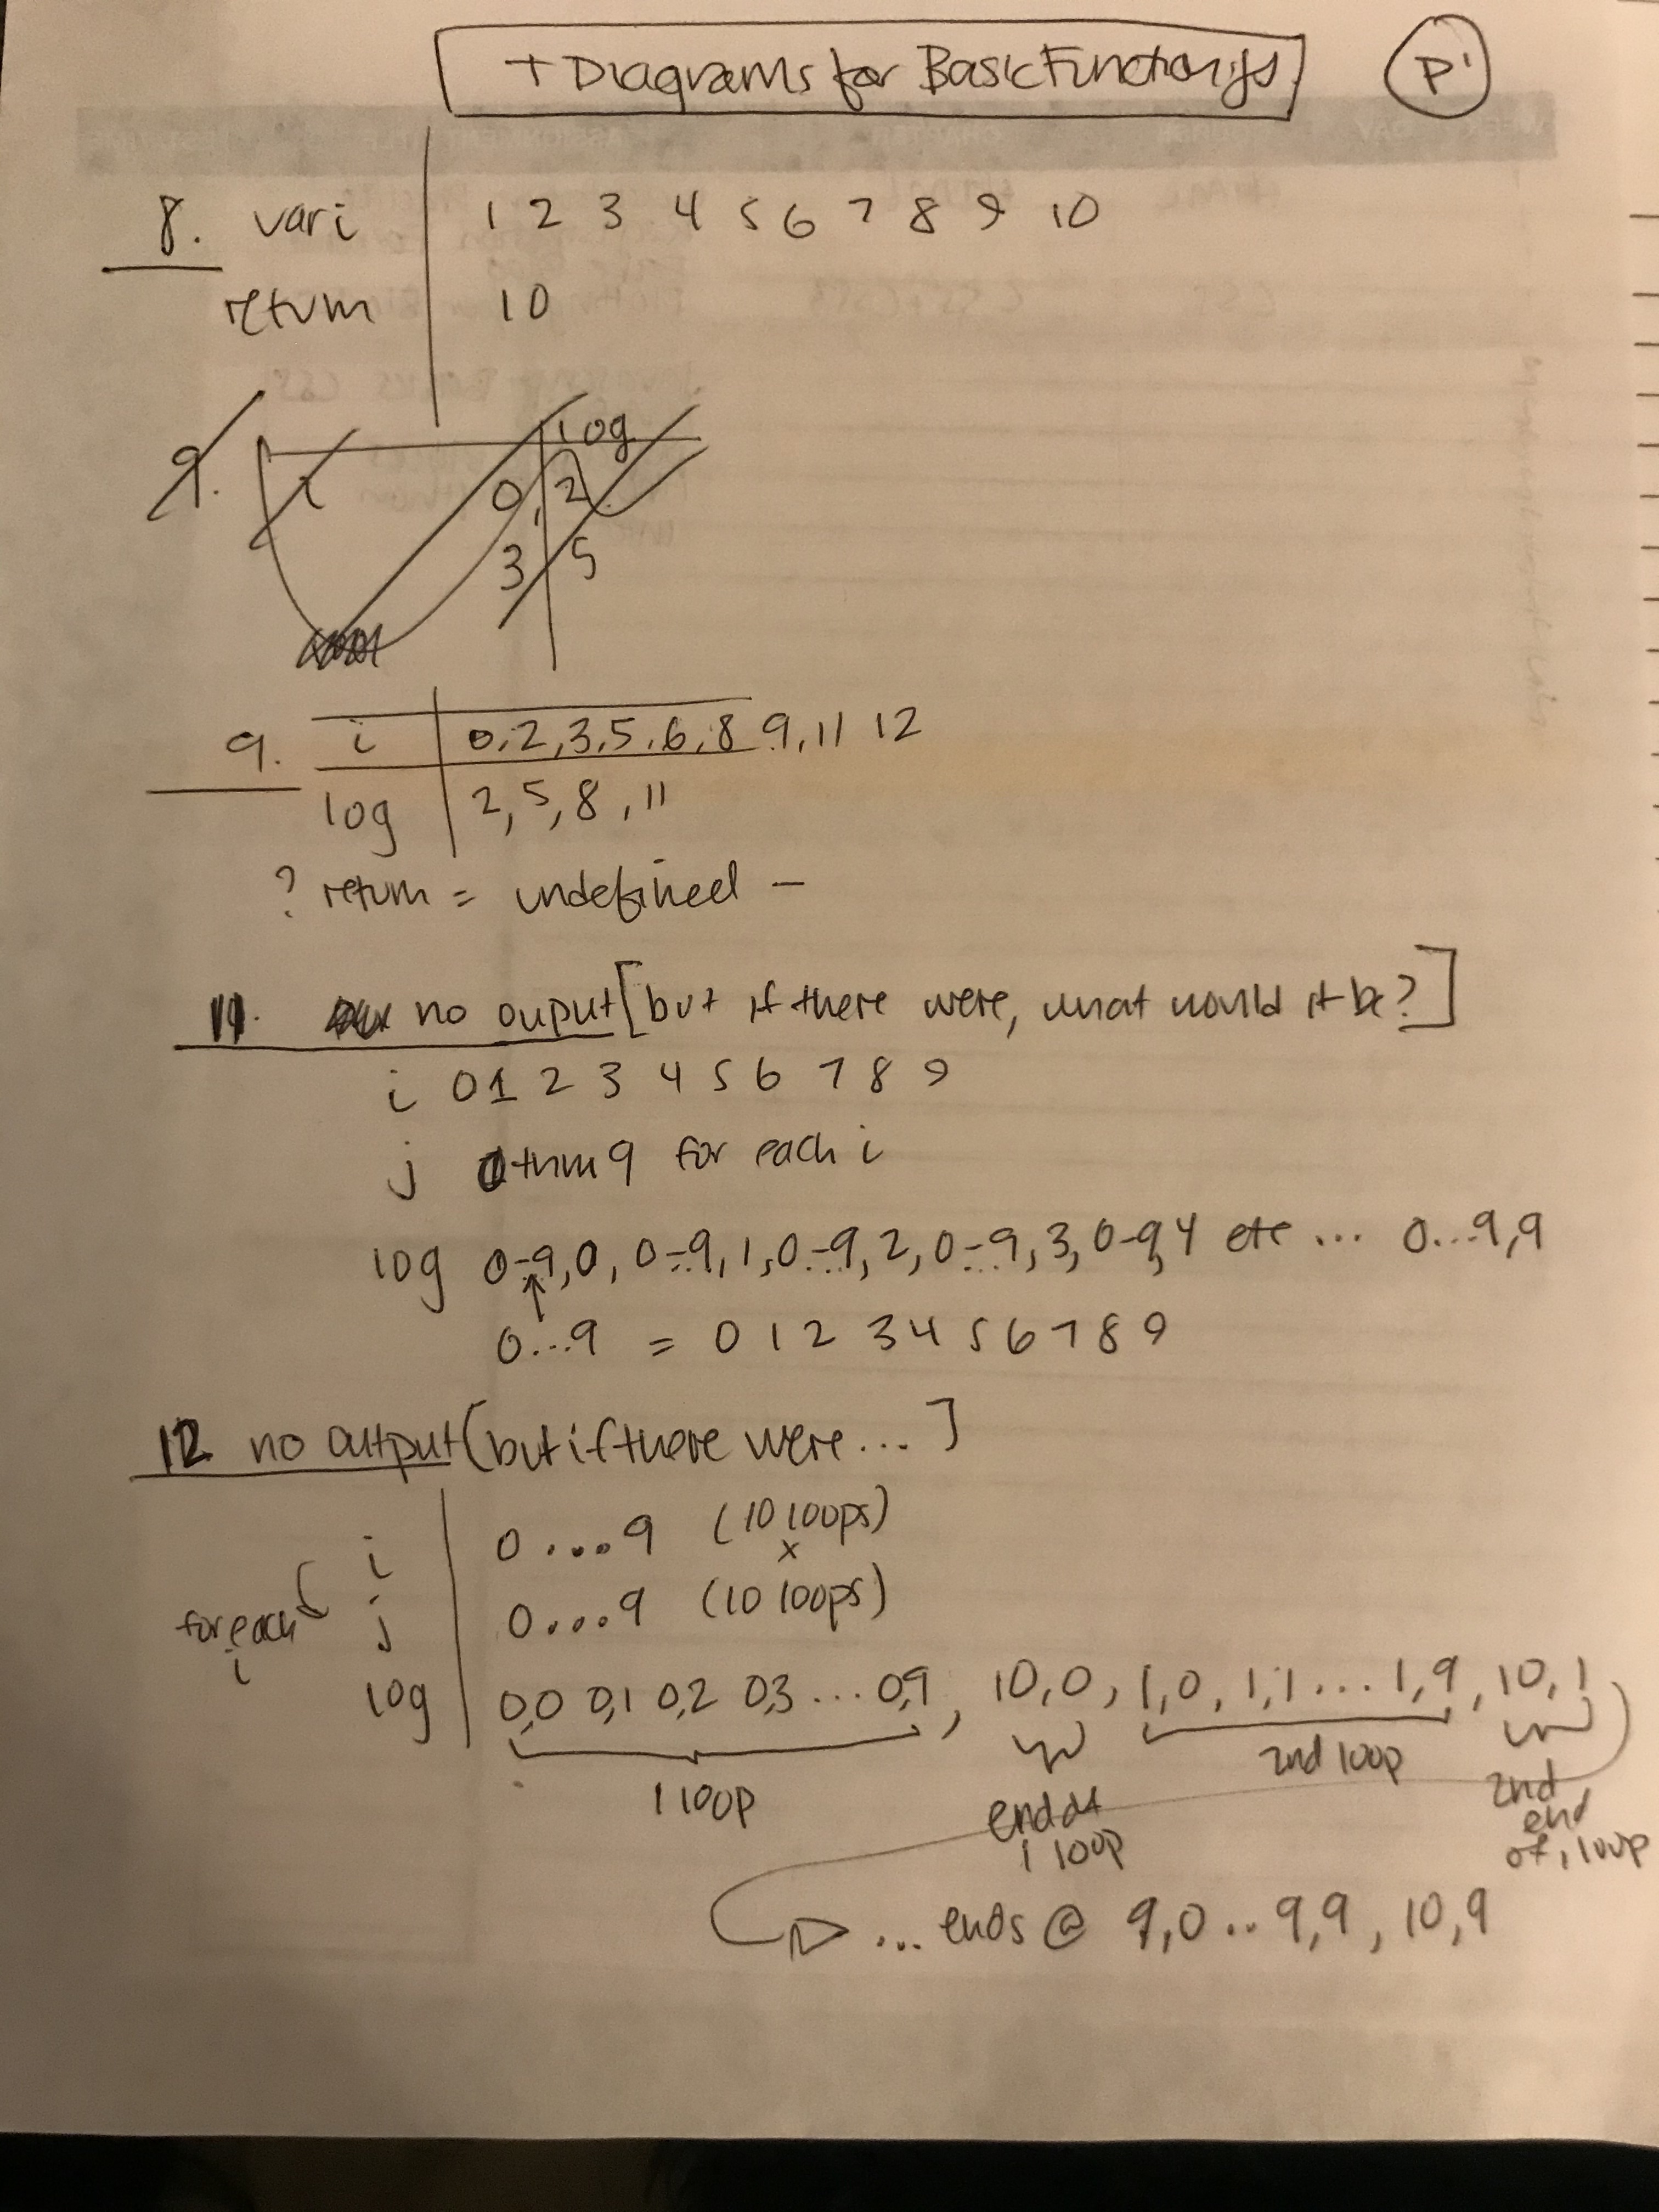 T Diagrams for Basic Functions.js
P1
8. var i 1 2 3 4 5 6 7 8 9 10
return 10
9. i log
0, 2
3 5
9. i 0,2,3,5,6,8 9,11 12
log 2,5,8,11
? return = undefined -
11. no ouput [but if there were, what would it be?]
i 0 1 2 3 4 5 6 7 8 9
j 0 thru 9 for each i
log 0-9,0, 0...9,1, 0...9,2, 0...9,3, 0-9,4 etc ... 0...9,9
0...9 = 0 1 2 3 4 5 6 7 8 9
12 no output [but if there were ...]
i 0....9 (10 loops)
x
for each i
j 0....9 (10 loops)
log 0,0 0,1 0,2 0,3 ... 0,9, 10,0, 1,0, 1,1 ... 1,9, 10,1
1 loop
end of 1 loop
2nd loop
2nd end of 1 loop
... ends @ 9,0 .. 9,9, 10,9